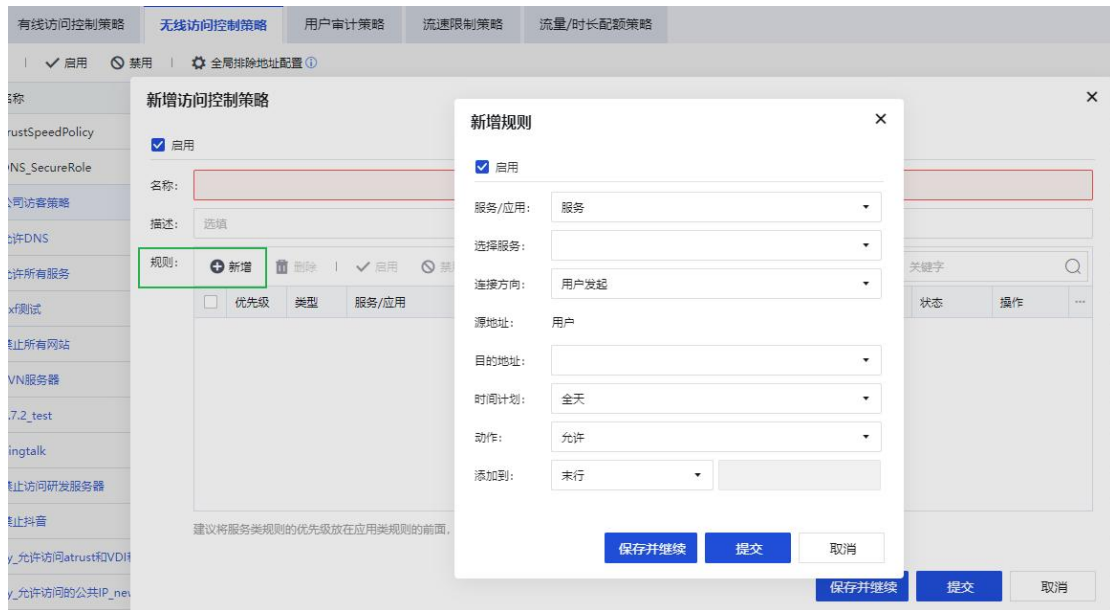 有线访问控制策略 无线访问控制策略 用户审计策略 流速限制策略 流量/时长配额策略
启用 禁用 全局排除地址配置
新增访问控制策略
启用
名称:
描述: 选填
规则: 新增 删除 启用
优先级 类型 服务/应用
关键字
状态 操作
rustSpeedPolicy
NS_SecureRole
公司访客策略
允许DNS
允许所有服务
xf测试
禁止所有网站
VN服务器
.7.2_test
ingtalk
禁止访问研发服务器
禁止抖音
y_允许访问atrust和VDI
y_允许访问的公共IP_new
新增规则
启用
服务/应用: 服务
选择服务:
连接方向: 用户发起
源地址: 用户
目的地址:
时间计划: 全天
动作: 允许
添加到: 末行
保存并继续 提交 取消
建议将服务类规则的优先级放在应用类规则的前面,
保存并继续 提交 取消